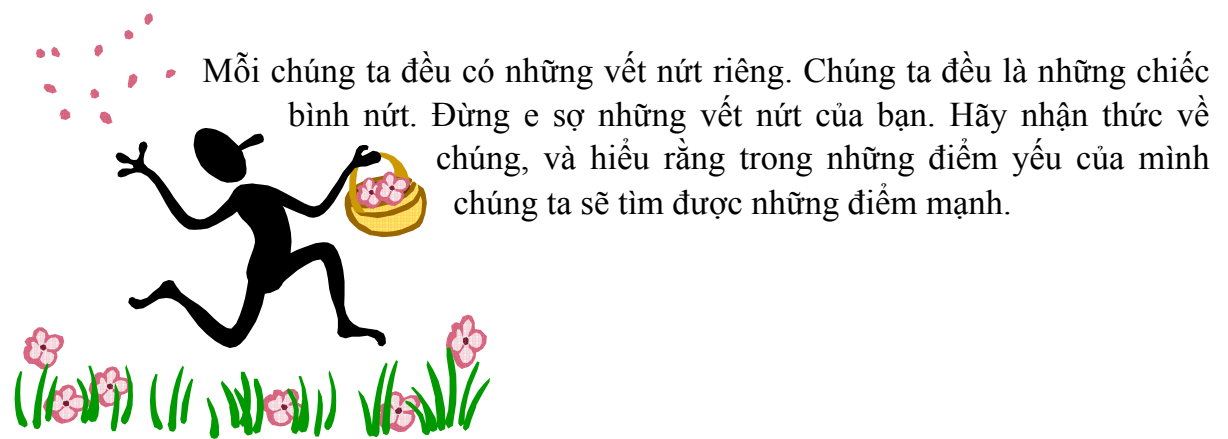 Mỗi chúng ta đều có những vết nứt riêng. Chúng ta đều là những chiếc
bình nứt. Đừng e sợ những vết nứt của bạn. Hãy nhận thức về
chúng, và hiểu rằng trong những điểm yếu của mình
chúng ta sẽ tìm được những điểm mạnh.